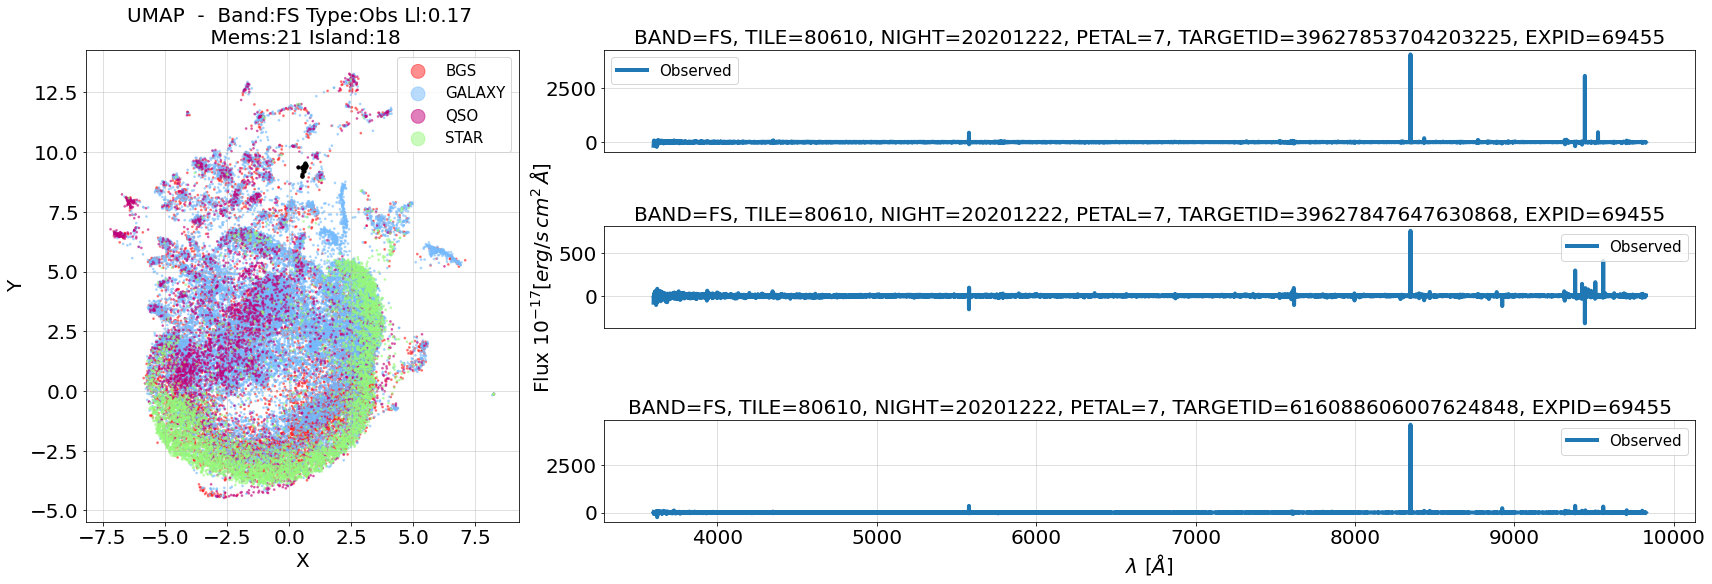 UMAP - Band:FS Type:Obs Ll:0.17
Mems:21 Island:18
BGS
GALAXY
QSO
STAR
12.5
10.0
7.5
5.0
2.5
0.0
−2.5
−5.0
Y
−7.5 −5.0 −2.5 0.0 2.5 5.0 7.5
X
Flux 10⁻¹⁷[erg/s cm² Å]
BAND=FS, TILE=80610, NIGHT=20201222, PETAL=7, TARGETID=39627853704203225, EXPID=69455
Observed
2500
0
BAND=FS, TILE=80610, NIGHT=20201222, PETAL=7, TARGETID=39627847647630868, EXPID=69455
Observed
500
0
BAND=FS, TILE=80610, NIGHT=20201222, PETAL=7, TARGETID=616088606007624848, EXPID=69455
Observed
2500
0
4000 5000 6000 7000 8000 9000 10000
λ [Å]